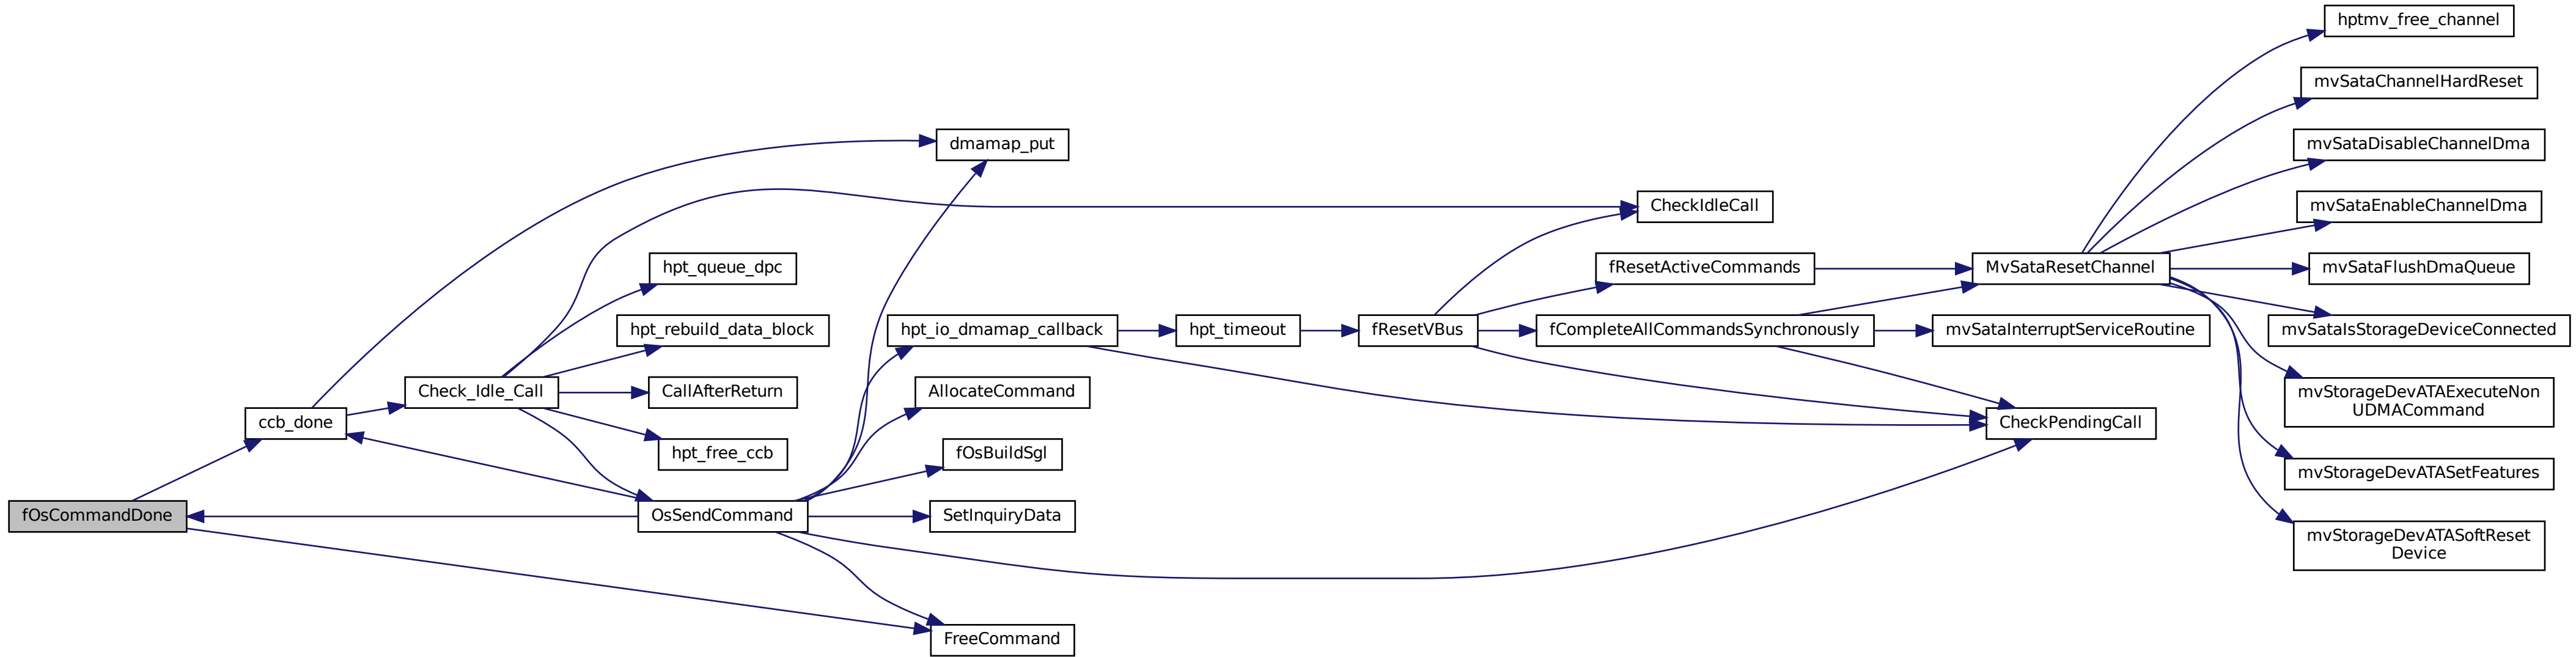 hptmv_free_channel
mvSataChannelHardReset
dmamap_put
mvSataDisableChannelDma
CheckIdleCall
mvSataEnableChannelDma
hpt_queue_dpc
fResetActiveCommands
MvSataResetChannel
mvSataFlushDmaQueue
hpt_rebuild_data_block
hpt_io_dmamap_callback
hpt_timeout
fResetVBus
fCompleteAllCommandsSynchronously
mvSataInterruptServiceRoutine
mvSataIsStorageDeviceConnected
Check_Idle_Call
CallAfterReturn
AllocateCommand
mvStorageDevATAExecuteNon
UDMACommand
ccb_done
CheckPendingCall
hpt_free_ccb
fOsBuildSgl
mvStorageDevATASetFeatures
fOsCommandDone
OsSendCommand
SetInquiryData
mvStorageDevATASoftReset
Device
FreeCommand